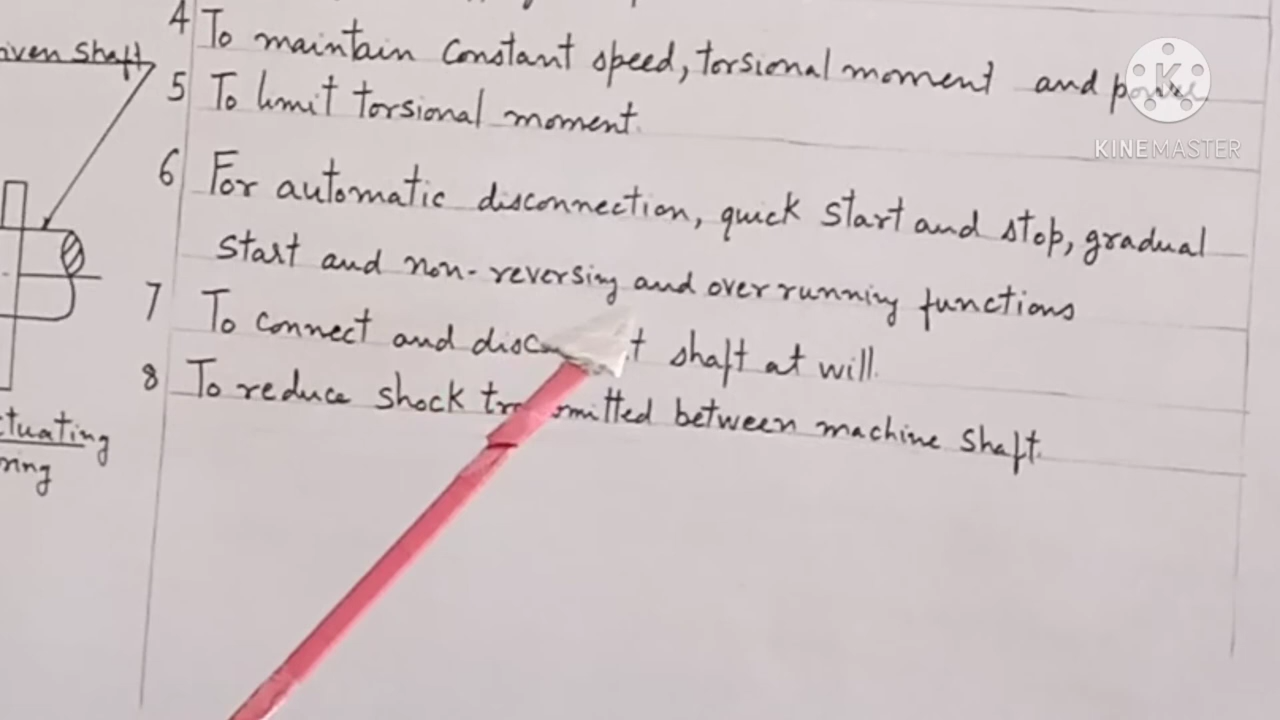 4 To maintain constant speed, torsional moment and
iven shaft
5 To limit torsional moment.
6 For automatic disconnection, quick start and stop, gradual
start and non-reversing and over running functions
7 To connect and shaft at will.
8 To reduce shock between machine shaft.
ctuating
ring
KINEMASTER